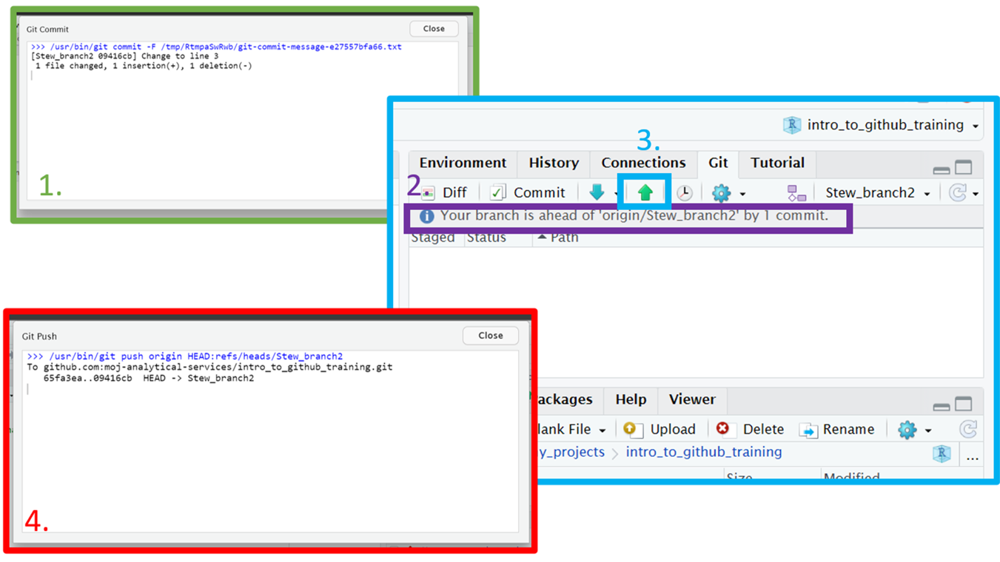 Git Commit
Close
>>> /usr/bin/git commit -F /tmp/RtmpaSwRwb/git-commit-message-e27557bfa66.txt
[Stew_branch2 09416cb] Change to line 3
1 file changed, 1 insertion(+), 1 deletion(-)
1.
intro_to_github_training
3.
Environment History Connections Git Tutorial
2
Diff Commit Stew_branch2
Your branch is ahead of 'origin/Stew_branch2' by 1 commit.
Staged Status Path
Git Push
Close
>>> /usr/bin/git push origin HEAD:refs/heads/Stew_branch2
To github.com:moj-analytical-services/intro_to_github_training.git
65fa3ea..09416cb HEAD -> Stew_branch2
4.
ackages Help Viewer
lank File Upload Delete Rename
y_projects intro_to_github_training ...
Size Modified